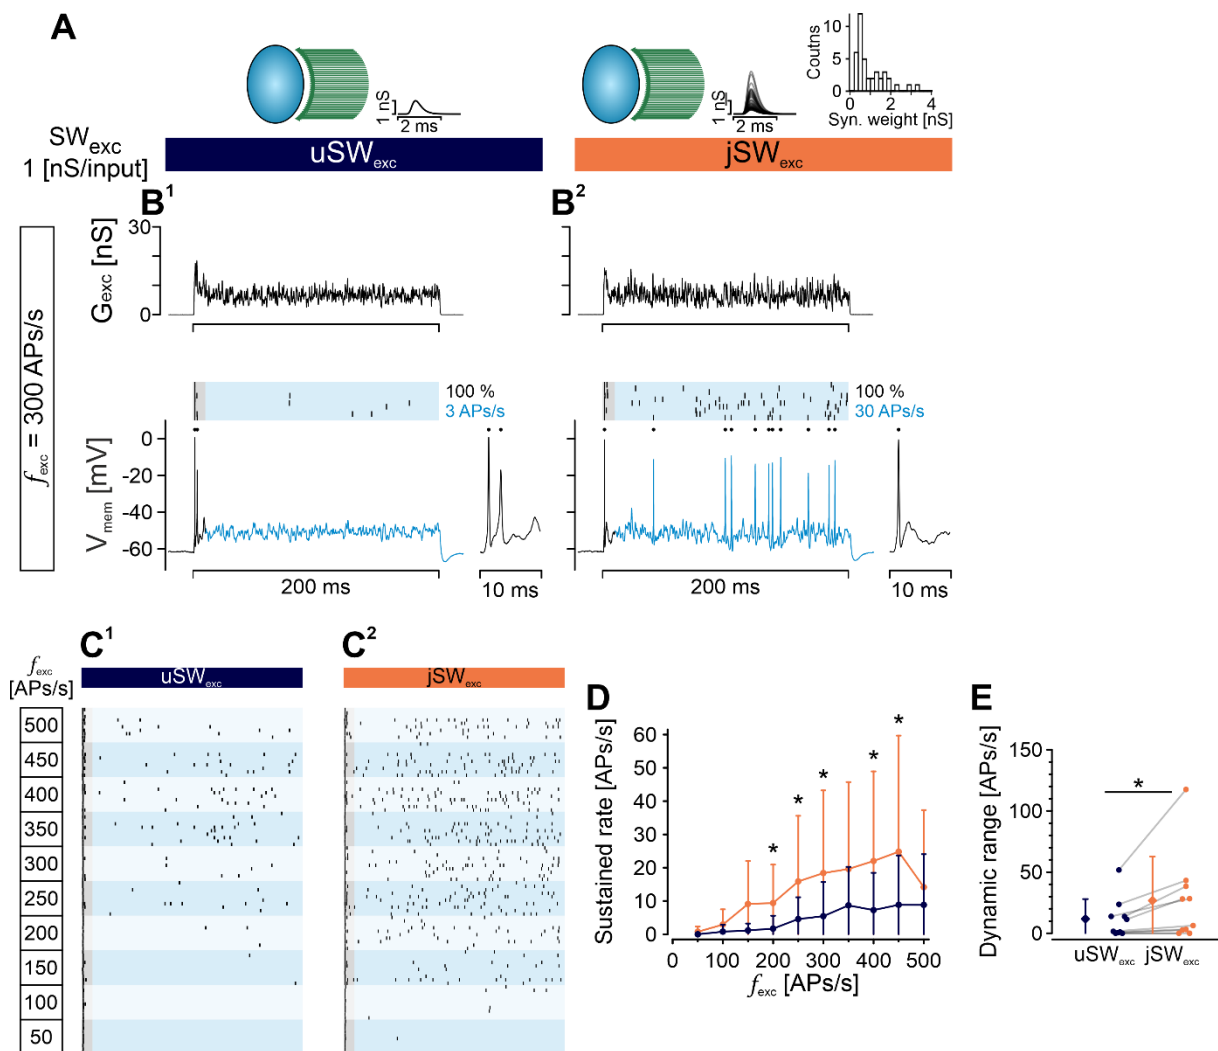 A
12
10
Coutns
0
0 2 4
Syn. weight [nS]
1 nS
2 ms
1 nS
2 ms
SWexc
1 [nS/input]
uSWexc
jSWexc
B1
B2
fexc = 300 APs/s
30
Gexc [nS]
0
100 %
3 APs/s
100 %
30 APs/s
0
-20
-40
-60
Vmem [mV]
200 ms
10 ms
200 ms
10 ms
C1
C2
fexc
[APs/s]
uSWexc
jSWexc
500
450
400
350
300
250
200
150
100
50
D
Sustained rate [APs/s]
60
50
40
30
20
10
0
0 100 200 300 400 500
fexc [APs/s]
* * * * *
E
Dynamic range [APs/s]
150
100
50
0
*
uSWexc jSWexc